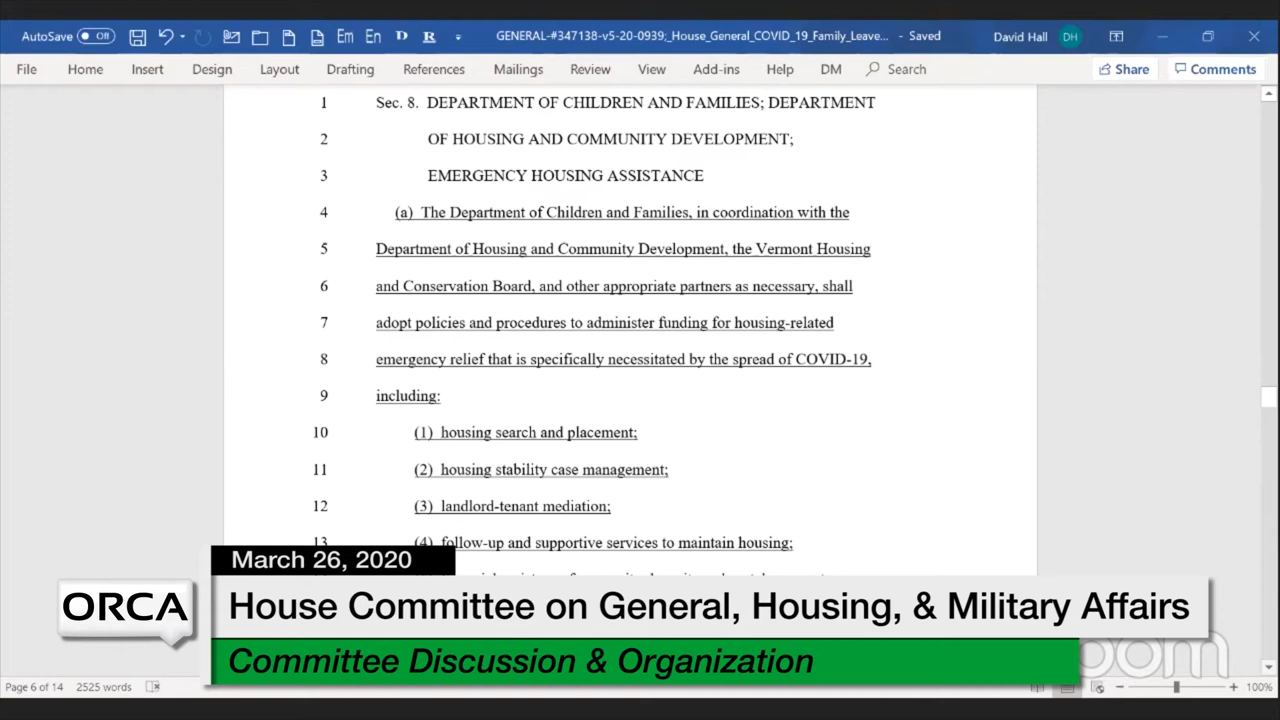 AutoSave Off Em En D R GENERAL-#347138-v5-20-0939;_House_General_COVID_19_Family_Leave... - Saved David Hall DH
File Home Insert Design Layout Drafting References Mailings Review View Add-ins Help DM Search Share Comments
1 Sec. 8. DEPARTMENT OF CHILDREN AND FAMILIES; DEPARTMENT
2 OF HOUSING AND COMMUNITY DEVELOPMENT;
3 EMERGENCY HOUSING ASSISTANCE
4 (a) The Department of Children and Families, in coordination with the
5 Department of Housing and Community Development, the Vermont Housing
6 and Conservation Board, and other appropriate partners as necessary, shall
7 adopt policies and procedures to administer funding for housing-related
8 emergency relief that is specifically necessitated by the spread of COVID-19,
9 including:
10 (1) housing search and placement;
11 (2) housing stability case management;
12 (3) landlord-tenant mediation;
13 (4) follow-up and supportive services to maintain housing;
March 26, 2020
ORCA
House Committee on General, Housing, & Military Affairs
Committee Discussion & Organization
Page 6 of 14 2525 words 100%